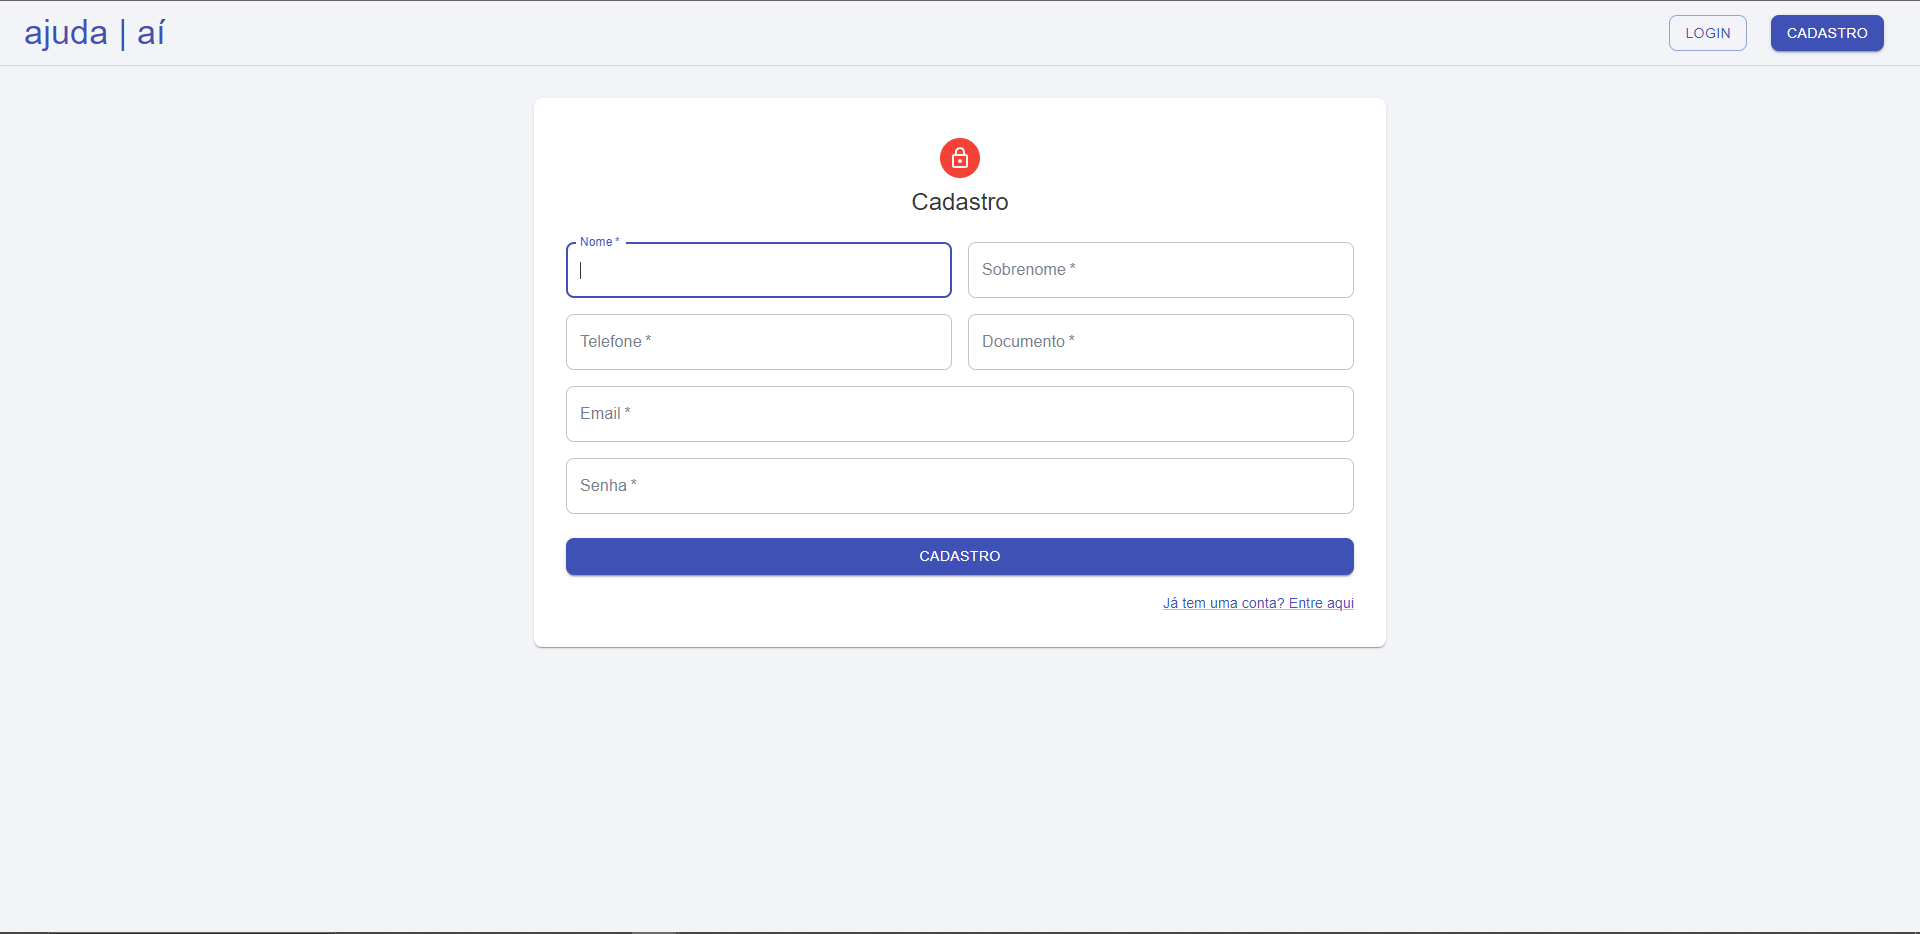 ajuda | aí
LOGIN
CADASTRO
Cadastro
Nome *
Sobrenome *
Telefone *
Documento *
Email *
Senha *
CADASTRO
Já tem uma conta? Entre aqui